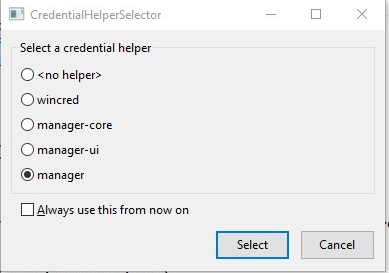 CredentialHelperSelector
Select a credential helper
<no helper>
wincred
manager-core
manager-ui
manager
Always use this from now on
Select
Cancel